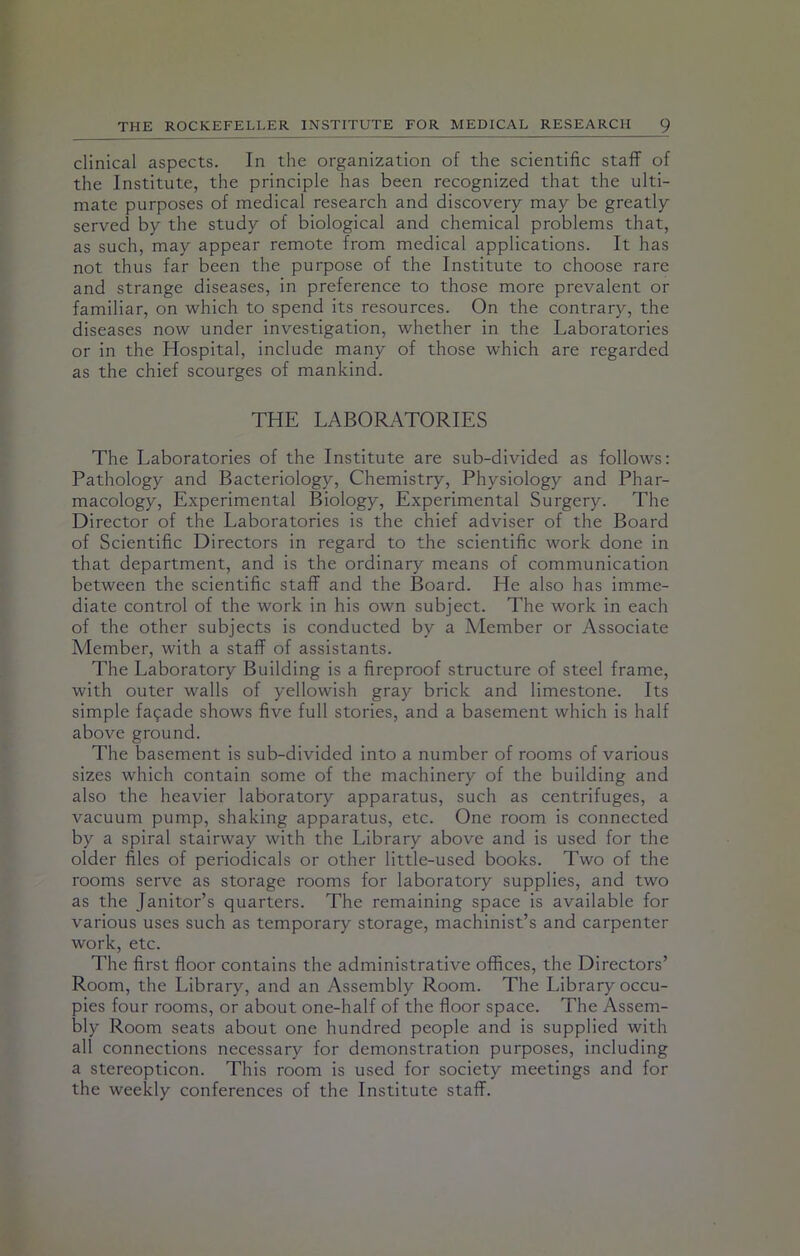 THE ROCKEFELLER INSTITUTE FOR MEDICAL RESEARCH 9
clinical aspects. In the organization of the scientific staff of
the Institute, the principle has been recognized that the ulti-
mate purposes of medical research and discovery may be greatly
served by the study of biological and chemical problems that,
as such, may appear remote from medical applications. It has
not thus far been the purpose of the Institute to choose rare
and strange diseases, in preference to those more prevalent or
familiar, on which to spend its resources. On the contrary, the
diseases now under investigation, whether in the Laboratories
or in the Hospital, include many of those which are regarded
as the chief scourges of mankind.
THE LABORATORIES
The Laboratories of the Institute are sub-divided as follows:
Pathology and Bacteriology, Chemistry, Physiology and Phar-
macology, Experimental Biology, Experimental Surgery. The
Director of the Laboratories is the chief adviser of the Board
of Scientific Directors in regard to the scientific work done in
that department, and is the ordinary means of communication
between the scientific staff and the Board. He also has imme-
diate control of the work in his own subject. The work in each
of the other subjects is conducted by a Member or Associate
Member, with a staff of assistants.
The Laboratory Building is a fireproof structure of steel frame,
with outer walls of yellowish gray brick and limestone. Its
simple façade shows five full stories, and a basement which is half
above ground.
The basement is sub-divided into a number of rooms of various
sizes which contain some of the machinery of the building and
also the heavier laboratory apparatus, such as centrifuges, a
vacuum pump, shaking apparatus, etc. One room is connected
by a spiral stairway with the Library above and is used for the
older files of periodicals or other little-used books. Two of the
rooms serve as storage rooms for laboratory supplies, and two
as the Janitor's quarters. The remaining space is available for
various uses such as temporary storage, machinist's and carpenter
work, etc.
The first floor contains the administrative offices, the Directors'
Room, the Library, and an Assembly Room. The Library occu-
pies four rooms, or about one-half of the floor space. The Assem-
bly Room seats about one hundred people and is supplied with
all connections necessary for demonstration purposes, including
a stereopticon. This room is used for society meetings and for
the weekly conferences of the Institute staff.